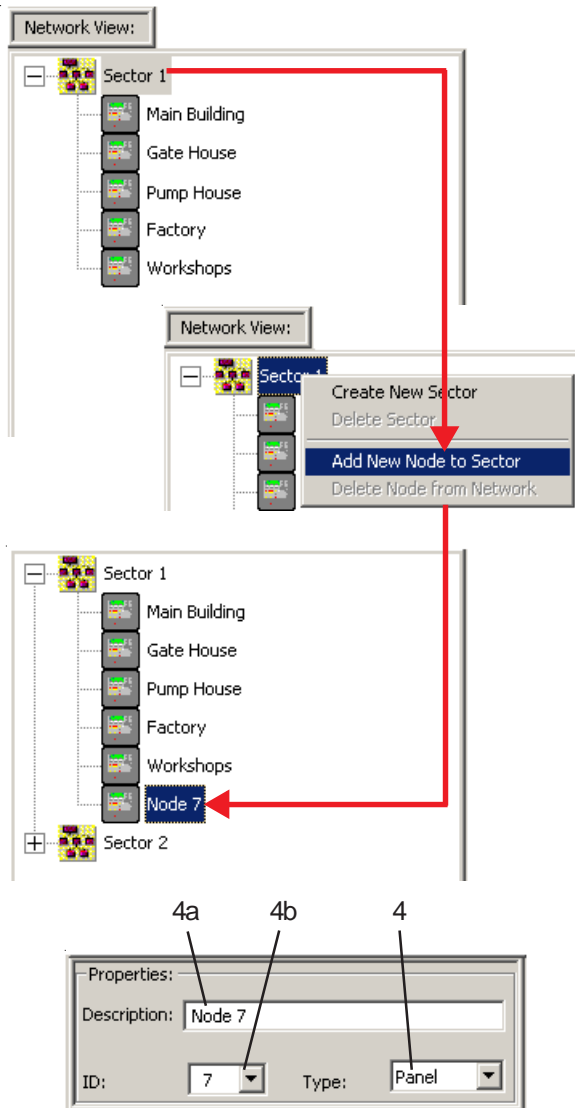 Network View:
Sector 1
Main Building
Gate House
Pump House
Factory
Workshops
Network View:
Sector 1
Create New Sector
Delete Sector
Add New Node to Sector
Delete Node from Network
Sector 1
Main Building
Gate House
Pump House
Factory
Workshops
Node 7
Sector 2
4a 4b 4
Properties:
Description: Node 7
ID: 7 Type: Panel